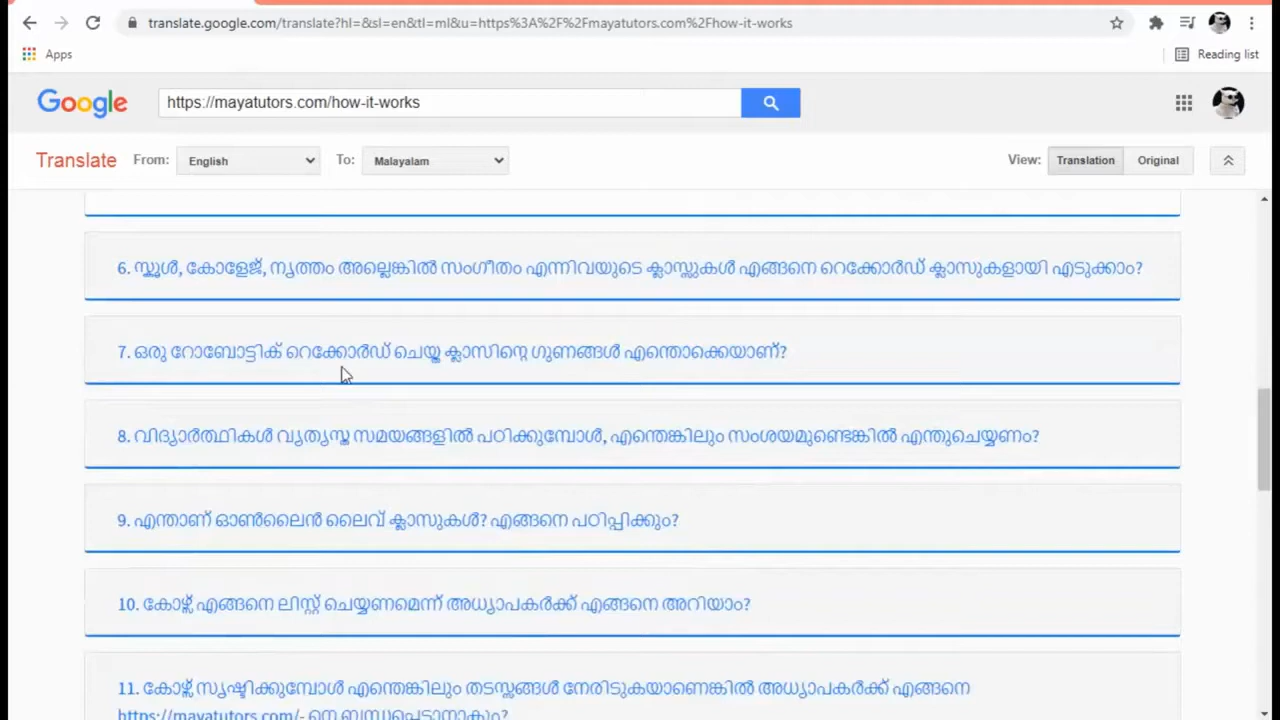 translate.google.com/translate?hl=&sl=en&tl=ml&u=https%3A%2F%2Fmayatutors.com%2Fhow-it-works
Apps
Reading list
Google
https://mayatutors.com/how-it-works
Translate From: English To: Malayalam View: Translation Original
6. സ്കൂൾ, കോളേജ്, നൃത്തം അല്ലെങ്കിൽ സംഗീതം എന്നിവയുടെ ക്ലാസ്സുകൾ എങ്ങനെ റെക്കോർഡ് ക്ലാസുകളായി എടുക്കാം?
7. ഒരു റോബോട്ടിക് റെക്കോർഡ് ചെയ്ത ക്ലാസിന്റെ ഗുണങ്ങൾ എന്തൊക്കെയാണ്?
8. വിദ്യാർത്ഥികൾ വ്യത്യസ്ത സമയങ്ങളിൽ പഠിക്കുമ്പോൾ, എന്തെങ്കിലും സംശയമുണ്ടെങ്കിൽ എന്തുചെയ്യണം?
9. എന്താണ് ഓൺലൈൻ ലൈവ് ക്ലാസുകൾ? എങ്ങനെ പഠിപ്പിക്കും?
10. കോഴ്സ് എങ്ങനെ ലിസ്റ്റ് ചെയ്യണമെന്ന് അധ്യാപകർക്ക് എങ്ങനെ അറിയാം?
11. കോഴ്സ് സൃഷ്ടിക്കുമ്പോൾ എന്തെങ്കിലും തടസ്സങ്ങൾ നേരിടുകയാണെങ്കിൽ അധ്യാപകർക്ക് എങ്ങനെ
https://mayatutors.com/- നെ ബന്ധപ്പെടാനാകും?